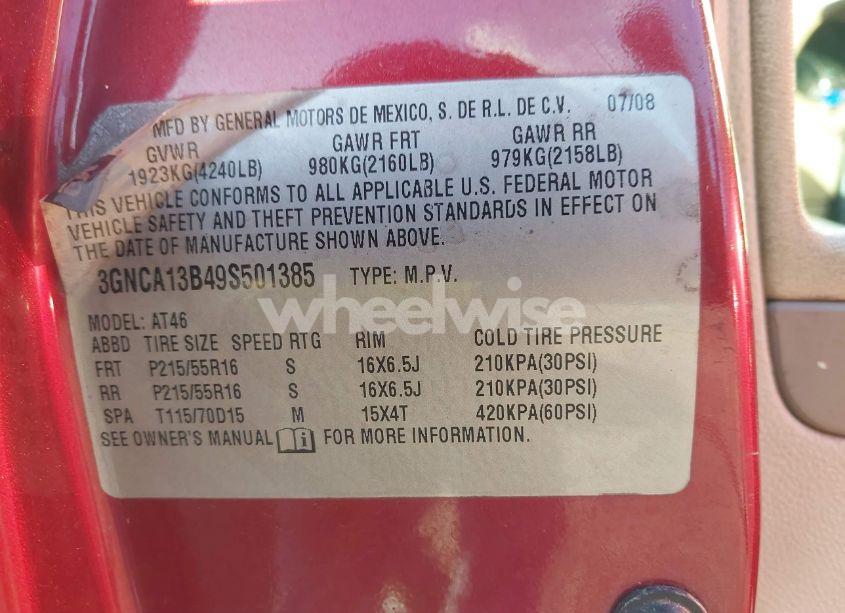 MFD BY GENERAL MOTORS DE MEXICO, S. DE R.L. DE C.V. 07/08
GVWR GAWR FRT GAWR RR
1923KG(4240LB) 980KG(2160LB) 979KG(2158LB)
THIS VEHICLE CONFORMS TO ALL APPLICABLE U.S. FEDERAL MOTOR
VEHICLE SAFETY AND THEFT PREVENTION STANDARDS IN EFFECT ON
THE DATE OF MANUFACTURE SHOWN ABOVE.
3GNCA13B49S501385 TYPE: M.P.V.
wheelwise
MODEL: AT46
ABBD TIRE SIZE SPEED RTG RIM COLD TIRE PRESSURE
FRT P215/55R16 S 16X6.5J 210KPA(30PSI)
RR P215/55R16 S 16X6.5J 210KPA(30PSI)
SPA T115/70D15 M 15X4T 420KPA(60PSI)
SEE OWNER'S MANUAL FOR MORE INFORMATION.